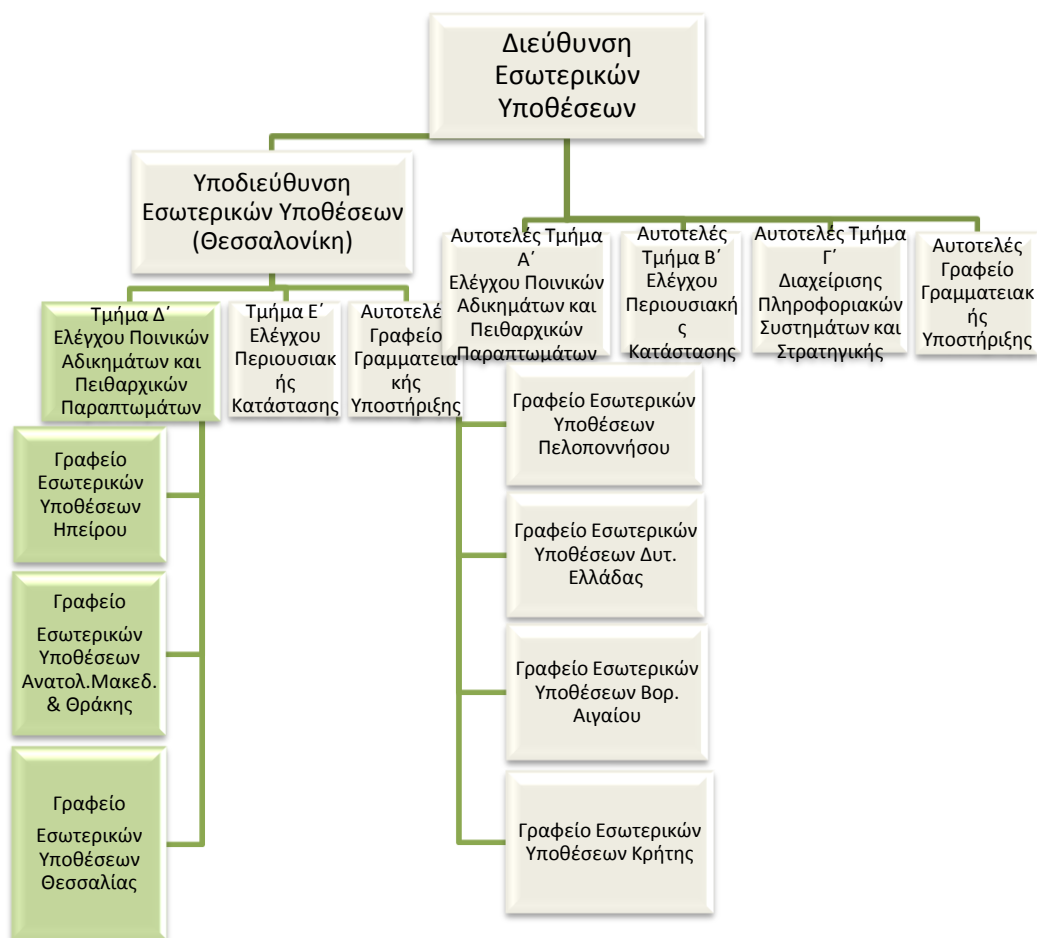 Διεύθυνση
Εσωτερικών
Υποθέσεων
Υποδιεύθυνση
Εσωτερικών Υποθέσεων
(Θεσσαλονίκη)
Αυτοτελές Τμήμα
Α΄
Ελέγχου Ποινικών
Αδικημάτων και
Πειθαρχικών
Παραπτωμάτων
Αυτοτελές
Τμήμα Β΄
Ελέγχου
Περιουσιακή
ς
Κατάστασης
Αυτοτελές Τμήμα
Γ΄
Διαχείρισης
Πληροφοριακών
Συστημάτων και
Στρατηγικής
Αυτοτελές
Γραφείο
Γραμματειακ
ής
Υποστήριξης
Τμήμα Δ΄
Ελέγχου Ποινικών
Αδικημάτων και
Πειθαρχικών
Παραπτωμάτων
Τμήμα Ε΄
Ελέγχου
Περιουσιακ
ής
Κατάστασης
Αυτοτελέ
Γραφείο
Γραμματεια
κής
Υποστήριξης
Γραφείο
Εσωτερικών
Υποθέσεων
Ηπείρου
Γραφείο
Εσωτερικών
Υποθέσεων
Ανατολ.Μακεδ.
& Θράκης
Γραφείο
Εσωτερικών
Υποθέσεων
Θεσσαλίας
Γραφείο Εσωτερικών
Υποθέσεων
Πελοποννήσου
Γραφείο Εσωτερικών
Υποθέσεων Δυτ.
Ελλάδας
Γραφείο Εσωτερικών
Υποθέσεων Βορ.
Αιγαίου
Γραφείο Εσωτερικών
Υποθέσεων Κρήτης